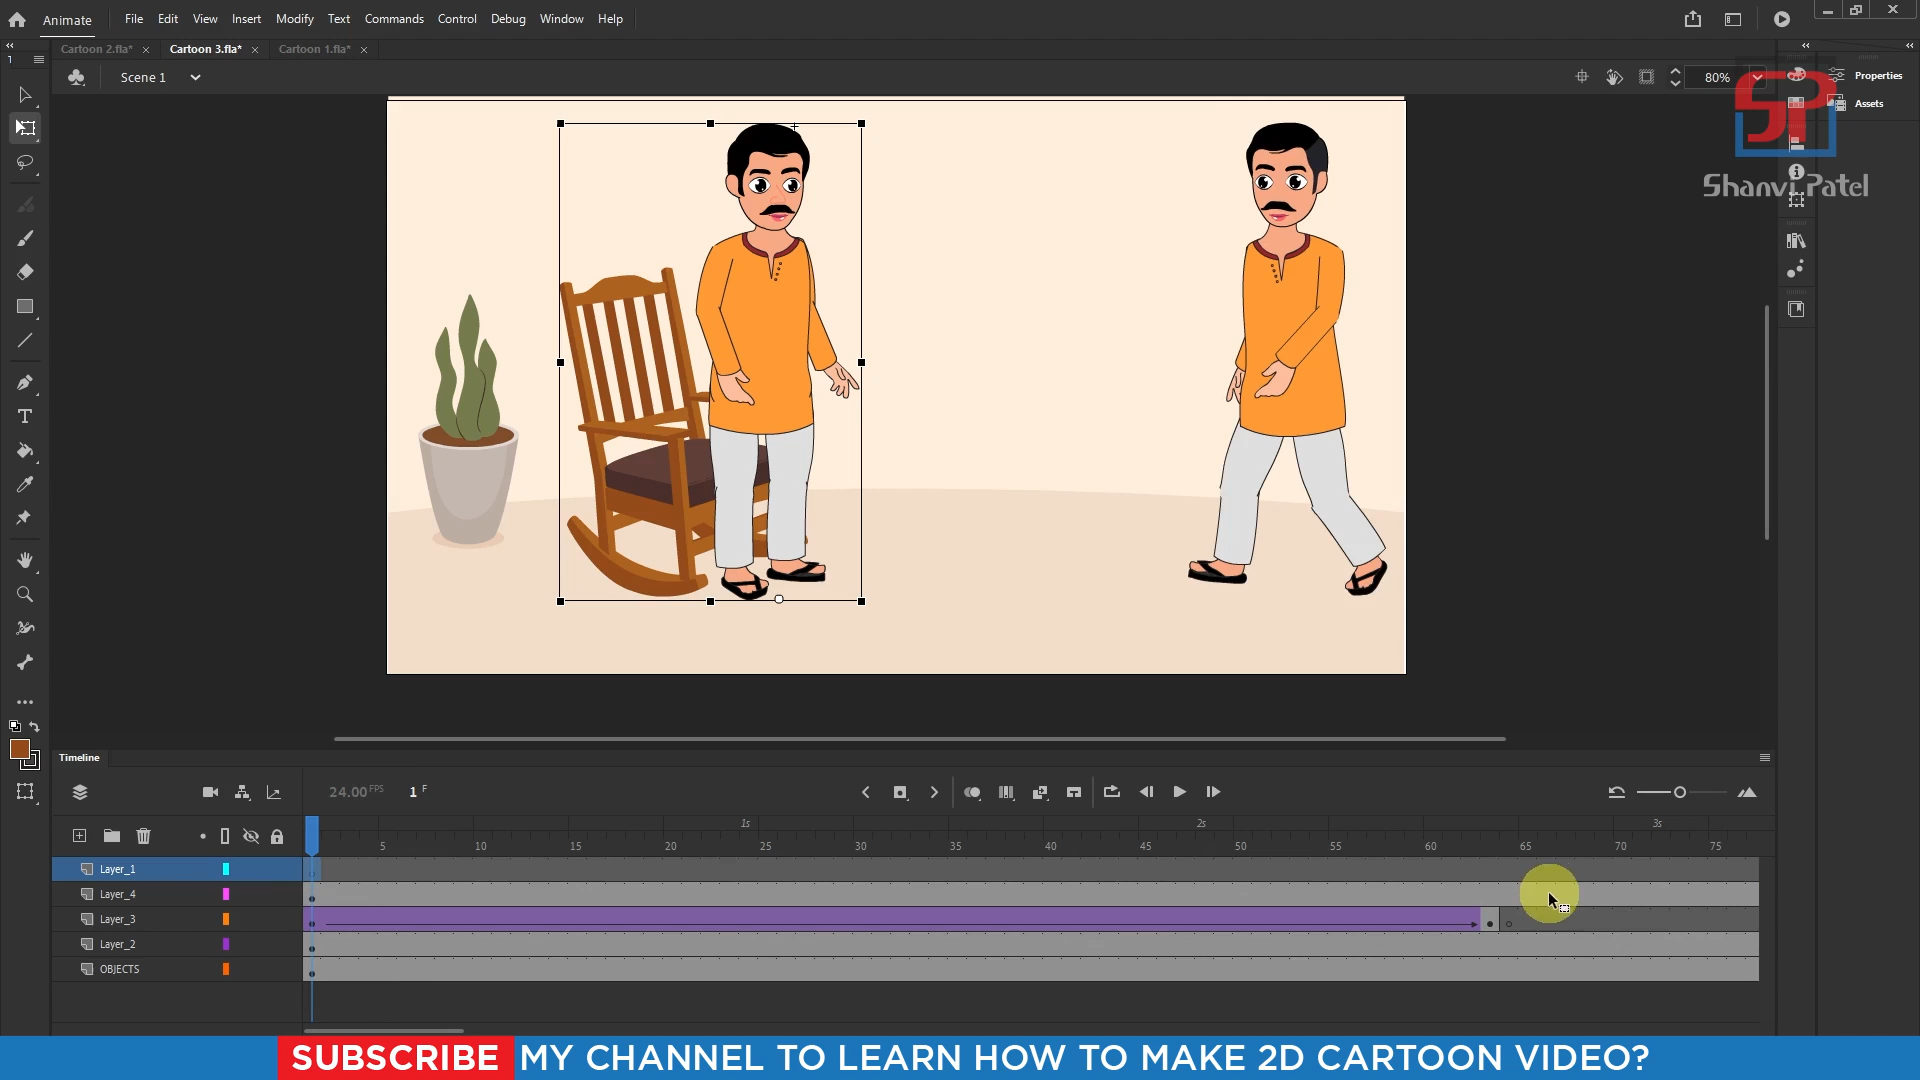 Animate File Edit View Insert Modify Text Commands Control Debug Window Help
Cartoon 2.fla* Cartoon 3.fla* Cartoon 1.fla*
1
Scene 1 80% Properties
Assets
SP
Shanvi Patel
Timeline
24.00 FPS 1 F
1s 2s 3s
5 10 15 20 25 30 35 40 45 50 55 60 65 70 75
Layer_1
Layer_4
Layer_3
Layer_2
OBJECTS
SUBSCRIBE MY CHANNEL TO LEARN HOW TO MAKE 2D CARTOON VIDEO?